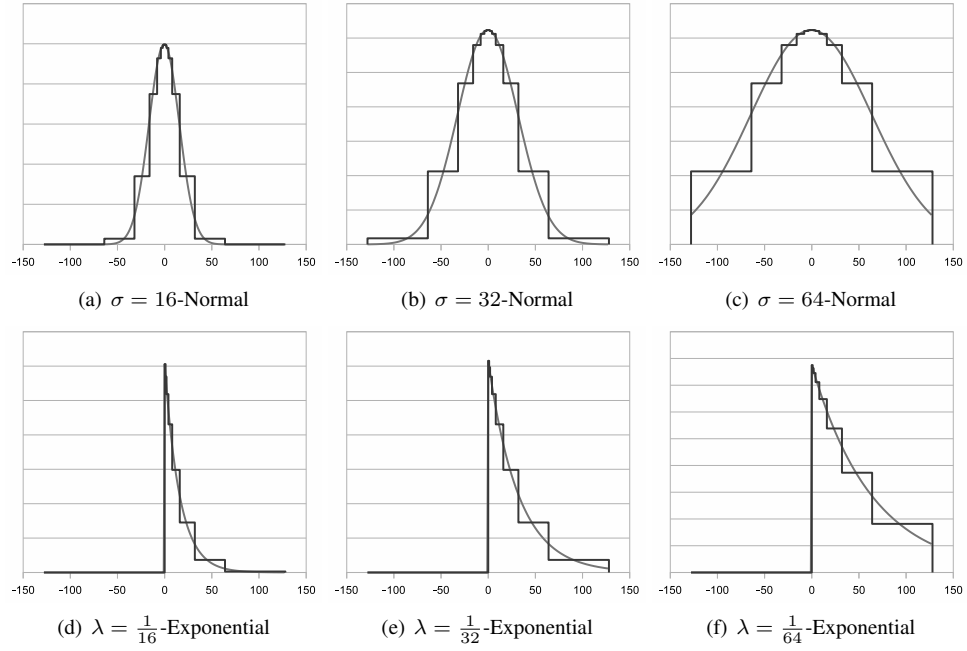 -150 -100 -50 0 50 100 150 -150 -100 -50 0 50 100 150 -150 -100 -50 0 50 100 150
(a) σ = 16-Normal (b) σ = 32-Normal (c) σ = 64-Normal
-150 -100 -50 0 50 100 150 -150 -100 -50 0 50 100 150 -150 -100 -50 0 50 100 150
(d) λ = 1/16-Exponential (e) λ = 1/32-Exponential (f) λ = 1/64-Exponential